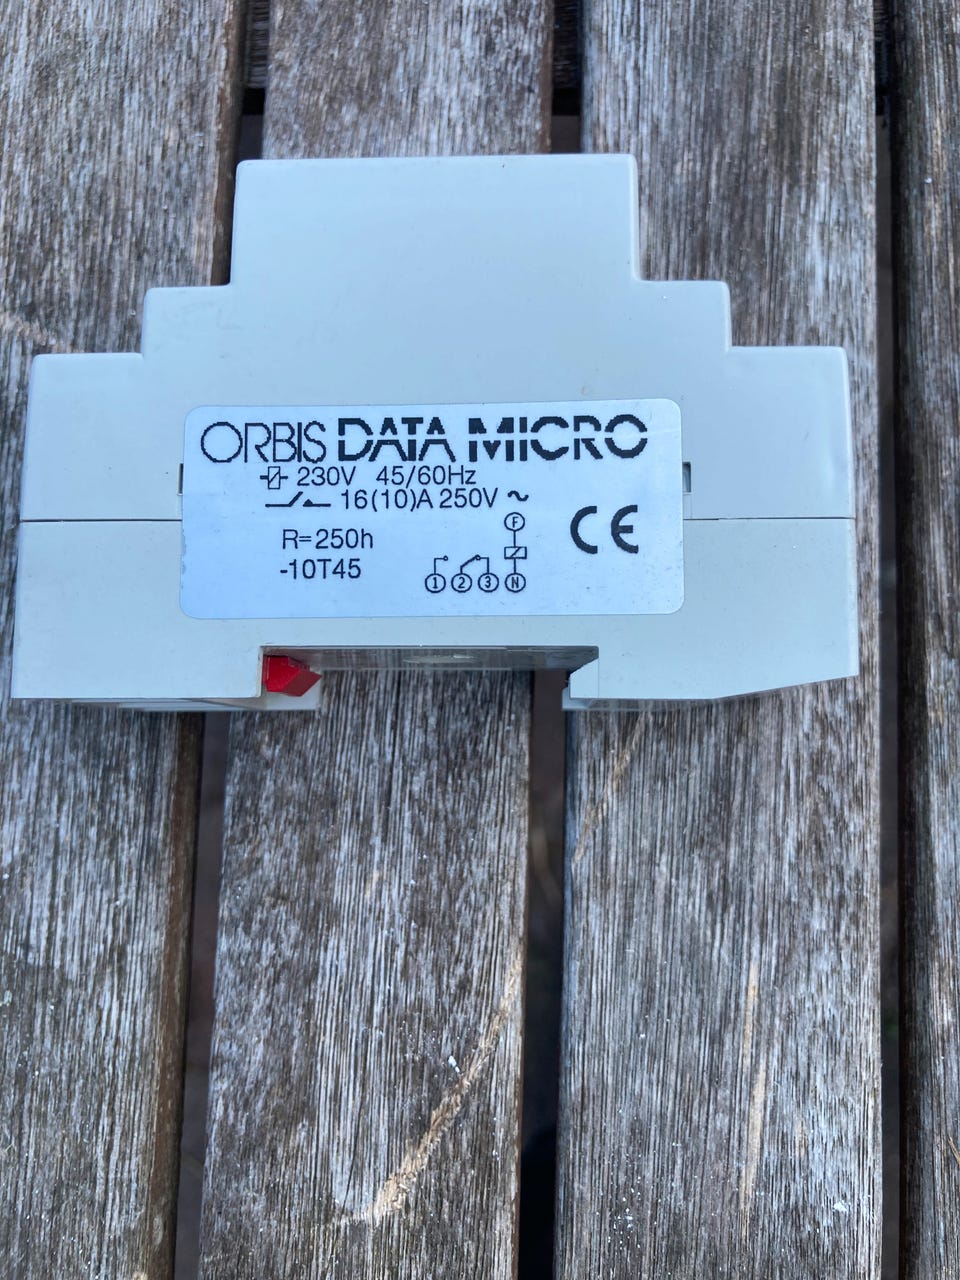 ORBIS DATA MICRO
230V 45/60Hz
16(10)A 250V ~
R=250h
-10T45
F
1 2 3 N
CE